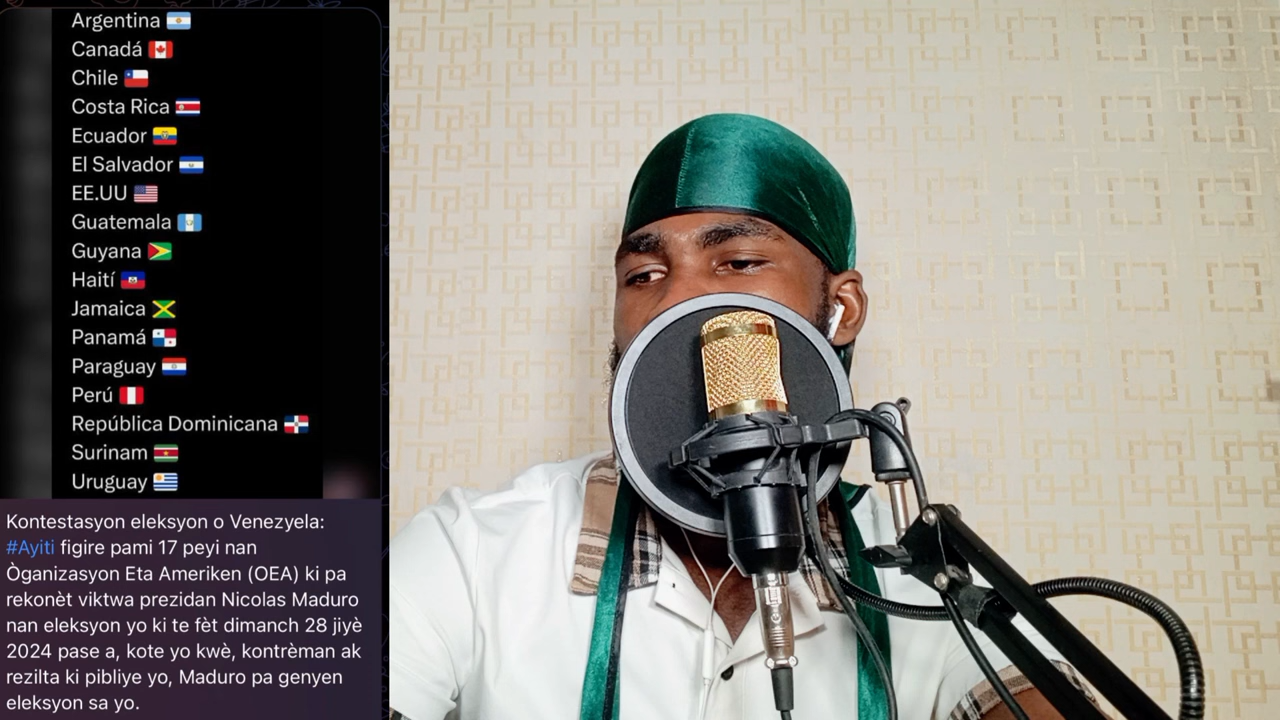 Argentina 🇦🇷
Canadá 🇨🇦
Chile 🇨🇱
Costa Rica 🇨🇷
Ecuador 🇪🇨
El Salvador 🇸🇻
EE.UU 🇺🇸
Guatemala 🇬🇹
Guyana 🇬🇾
Haití 🇭🇹
Jamaica 🇯🇲
Panamá 🇵🇦
Paraguay 🇵🇾
Perú 🇵🇪
República Dominicana 🇩🇴
Surinam 🇸🇷
Uruguay 🇺🇾
Kontestasyon eleksyon o Venezyela:
#Ayiti figire pami 17 peyi nan
Òganizasyon Eta Ameriken (OEA) ki pa
rekonèt viktwa prezidan Nicolas Maduro
nan eleksyon yo ki te fèt dimanch 28 jiyè
2024 pase a, kote yo kwè, kontrèman ak
rezilta ki pibliye yo, Maduro pa genyen
eleksyon sa yo.